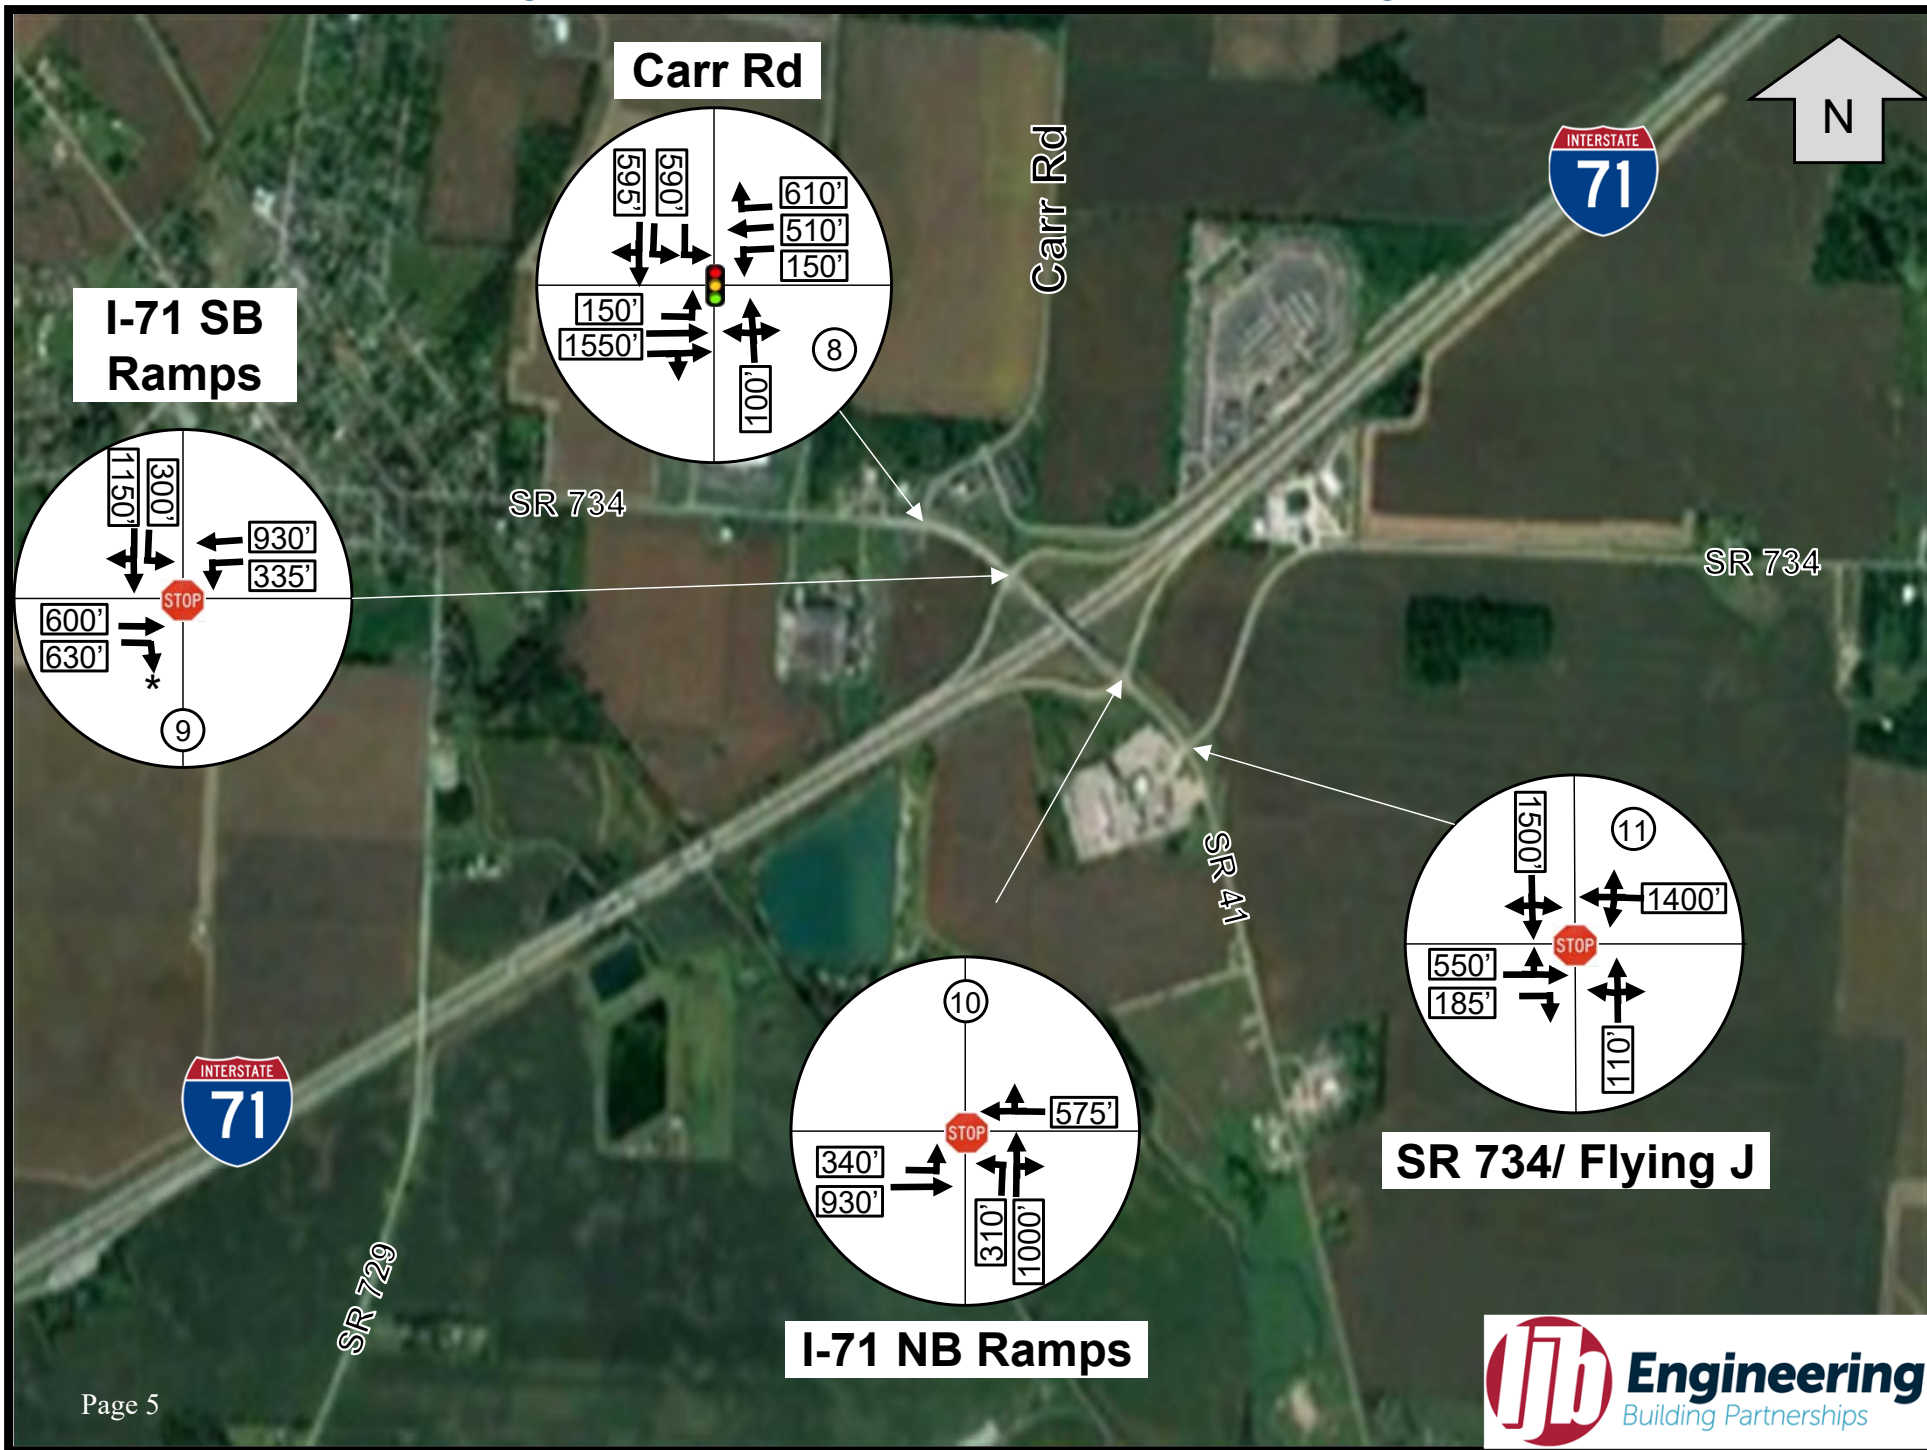 Carr Rd
595'
590'
610'
510'
150'
150'
1550'
100'
8
Carr Rd
N
INTERSTATE
71
I-71 SB
Ramps
1150'
300'
930'
335'
STOP
600'
630'
*
9
SR 734
SR 734
1500'
11
1400'
STOP
550'
185'
110'
SR 734/ Flying J
SR 41
10
575'
STOP
340'
930'
310'
1000'
I-71 NB Ramps
INTERSTATE
71
SR 729
Page 5
ljb Engineering
Building Partnerships